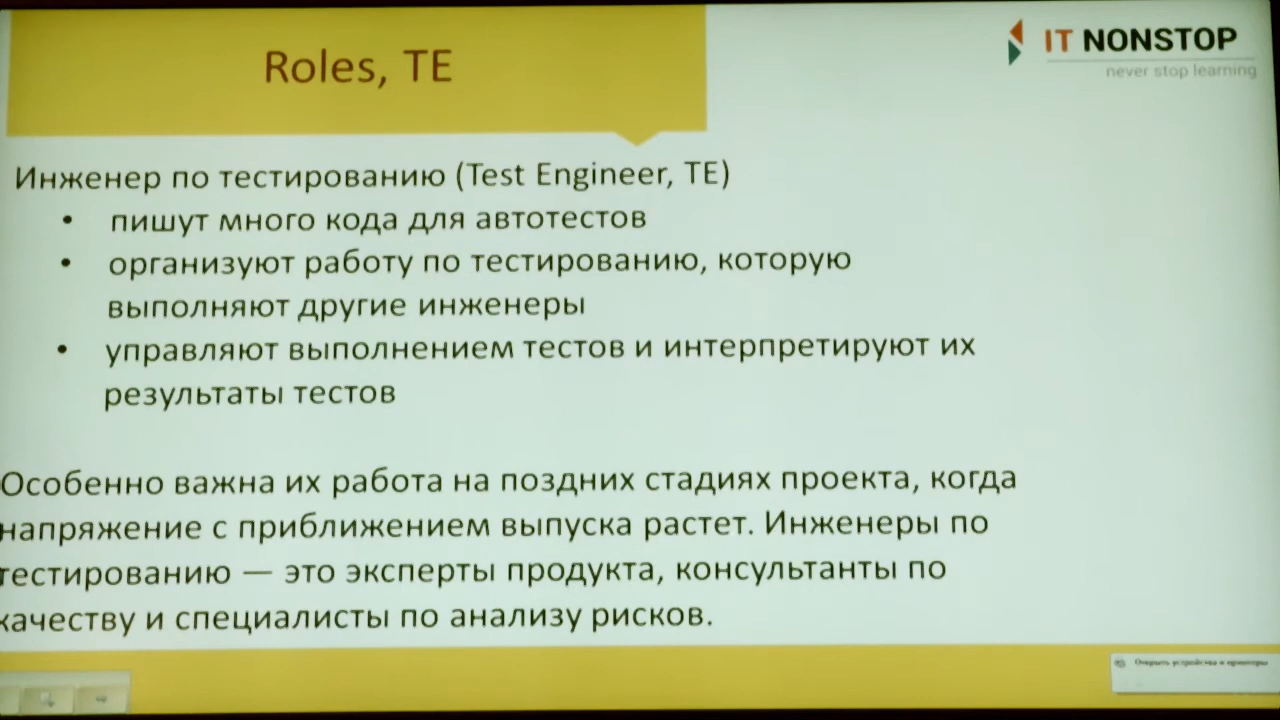 Roles, TE
IT NONSTOP
never stop learning
Инженер по тестированию (Test Engineer, TE)
• пишут много кода для автотестов
• организуют работу по тестированию, которую
выполняют другие инженеры
• управляют выполнением тестов и интерпретируют их
результаты тестов
Особенно важна их работа на поздних стадиях проекта, когда
напряжение с приближением выпуска растет. Инженеры по
тестированию — это эксперты продукта, консультанты по
качеству и специалисты по анализу рисков.
Открыть устройства и принтеры